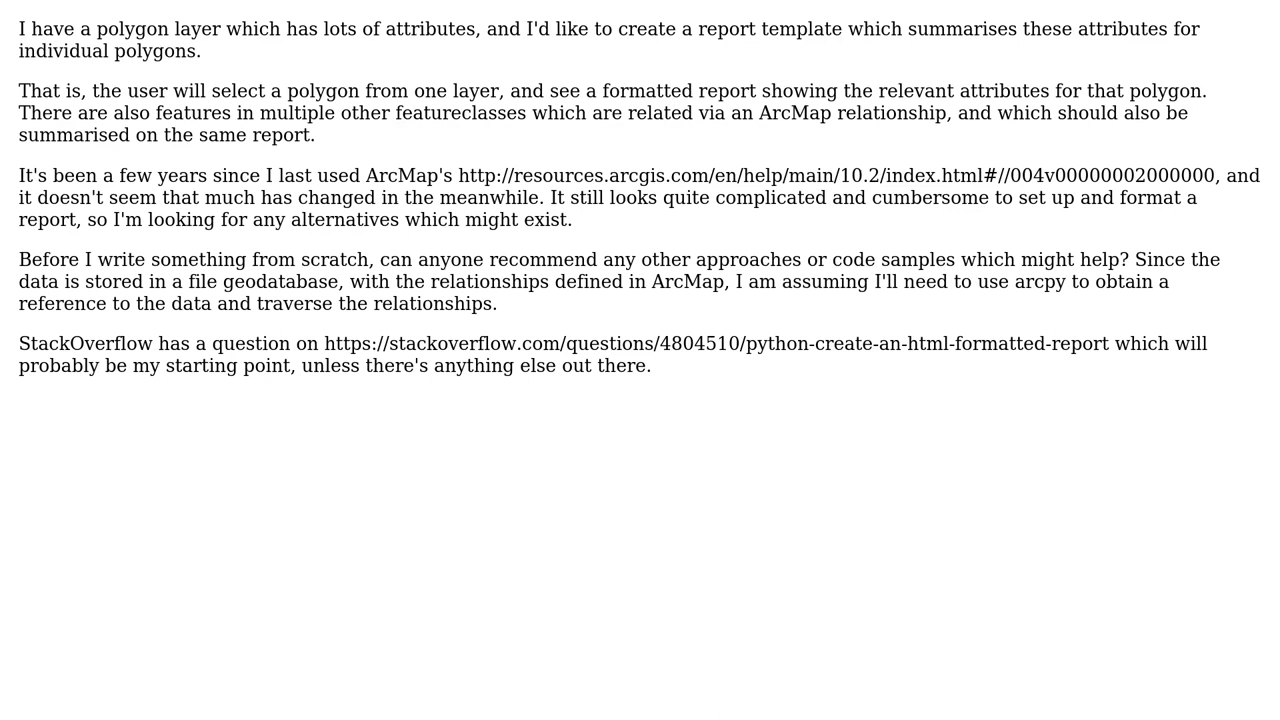 I have a polygon layer which has lots of attributes, and I'd like to create a report template which summarises these attributes for
individual polygons.
That is, the user will select a polygon from one layer, and see a formatted report showing the relevant attributes for that polygon.
There are also features in multiple other featureclasses which are related via an ArcMap relationship, and which should also be
summarised on the same report.
It's been a few years since I last used ArcMap's http://resources.arcgis.com/en/help/main/10.2/index.html#//004v00000002000000, and
it doesn't seem that much has changed in the meanwhile. It still looks quite complicated and cumbersome to set up and format a
report, so I'm looking for any alternatives which might exist.
Before I write something from scratch, can anyone recommend any other approaches or code samples which might help? Since the
data is stored in a file geodatabase, with the relationships defined in ArcMap, I am assuming I'll need to use arcpy to obtain a
reference to the data and traverse the relationships.
StackOverflow has a question on https://stackoverflow.com/questions/4804510/python-create-an-html-formatted-report which will
probably be my starting point, unless there's anything else out there.